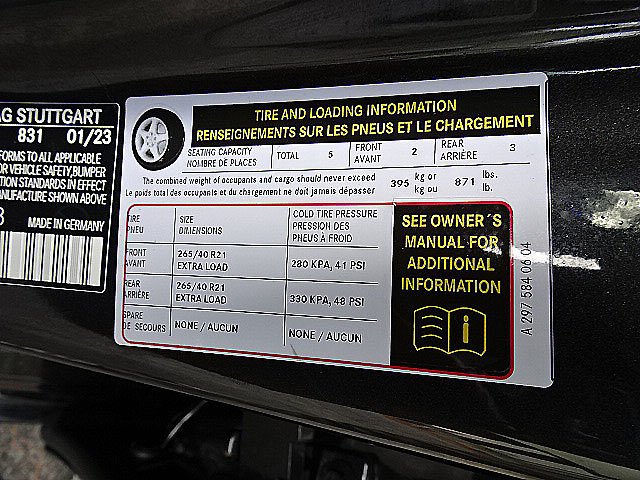 AG STUTTGART
831 01/23
FORMS TO ALL APPLICABLE
VEHICLE SAFETY, BUMPER
STANDARDS IN EFFECT
MANUFACTURE SHOWN ABOVE
MADE IN GERMANY
TIRE AND LOADING INFORMATION
RENSEIGNEMENTS SUR LES PNEUS ET LE CHARGEMENT
SEATING CAPACITY
NOMBRE DE PLACES
TOTAL 5
FRONT
AVANT
2
REAR
ARRIÈRE
3
The combined weight of occupants and cargo should never exceed
Le poids total des occupants et du chargement ne doit jamais dépasser
395 kg or
kg ou
871 lbs.
lb.
TIRE
PNEU
SIZE
DIMENSIONS
COLD TIRE PRESSURE
PRESSION DES
PNEUS À FROID
FRONT
AVANT
265/40 R21
EXTRA LOAD
280 KPA, 41 PSI
REAR
ARRIÈRE
265/40 R21
EXTRA LOAD
330 KPA, 48 PSI
SPARE
DE SECOURS
NONE / AUCUN
NONE / AUCUN
SEE OWNER´S
MANUAL FOR
ADDITIONAL
INFORMATION
A 297 584 06 04